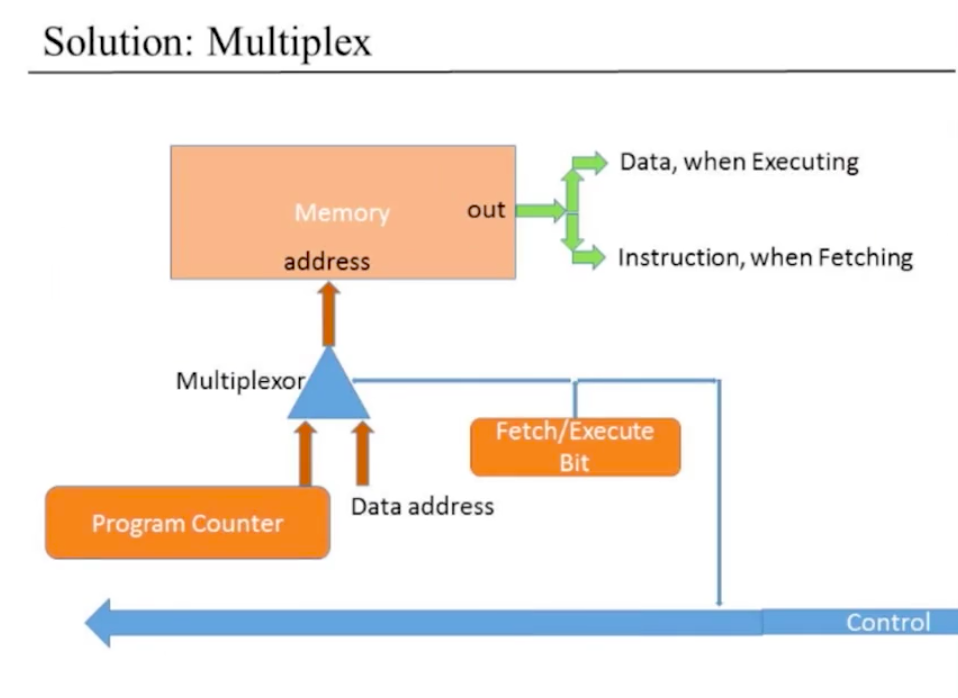 Solution: Multiplex
Data, when Executing
Memory
out
address
Instruction, when Fetching
Multiplexor
Fetch/Execute
Bit
Data address
Program Counter
Control